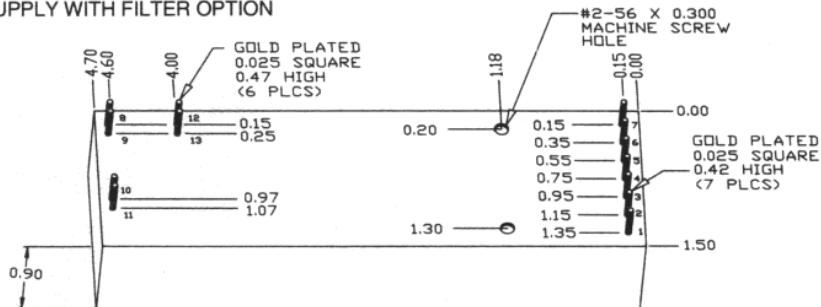 UPPLY WITH FILTER OPTION
#2-56 X 0.300
MACHINE SCREW
HOLE
GOLD PLATED
0.025 SQUARE
0.47 HIGH
(6 PLCS)
4.70
4.60
4.00
1.18
0.15
0.00
0.00
8
12
0.15
9
13
0.25
0.20
0.15
7
0.35
6
0.55
5
0.75
4
0.95
3
1.15
2
1.35
1
GOLD PLATED
0.025 SQUARE
0.42 HIGH
(7 PLCS)
10
0.97
11
1.07
1.30
1.50
0.90